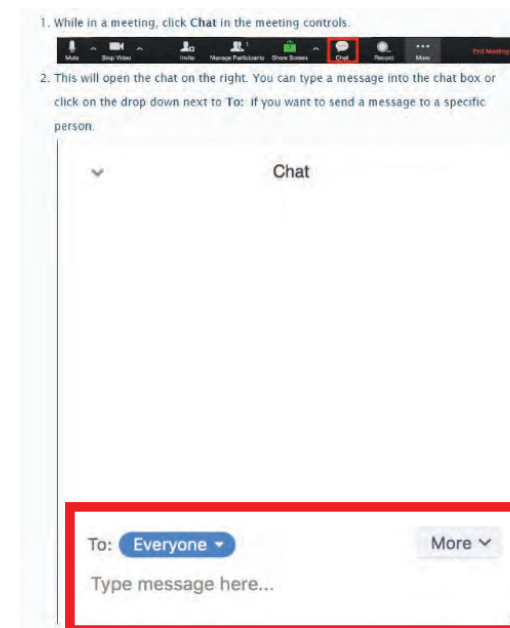 1. While in a meeting, click Chat in the meeting controls.
Mute Stop Video Invite Manage Participants 1 Share Screen Chat Record More End Meeting
2. This will open the chat on the right. You can type a message into the chat box or
click on the drop down next to To: if you want to send a message to a specific
person.
Chat
To: Everyone More
Type message here...